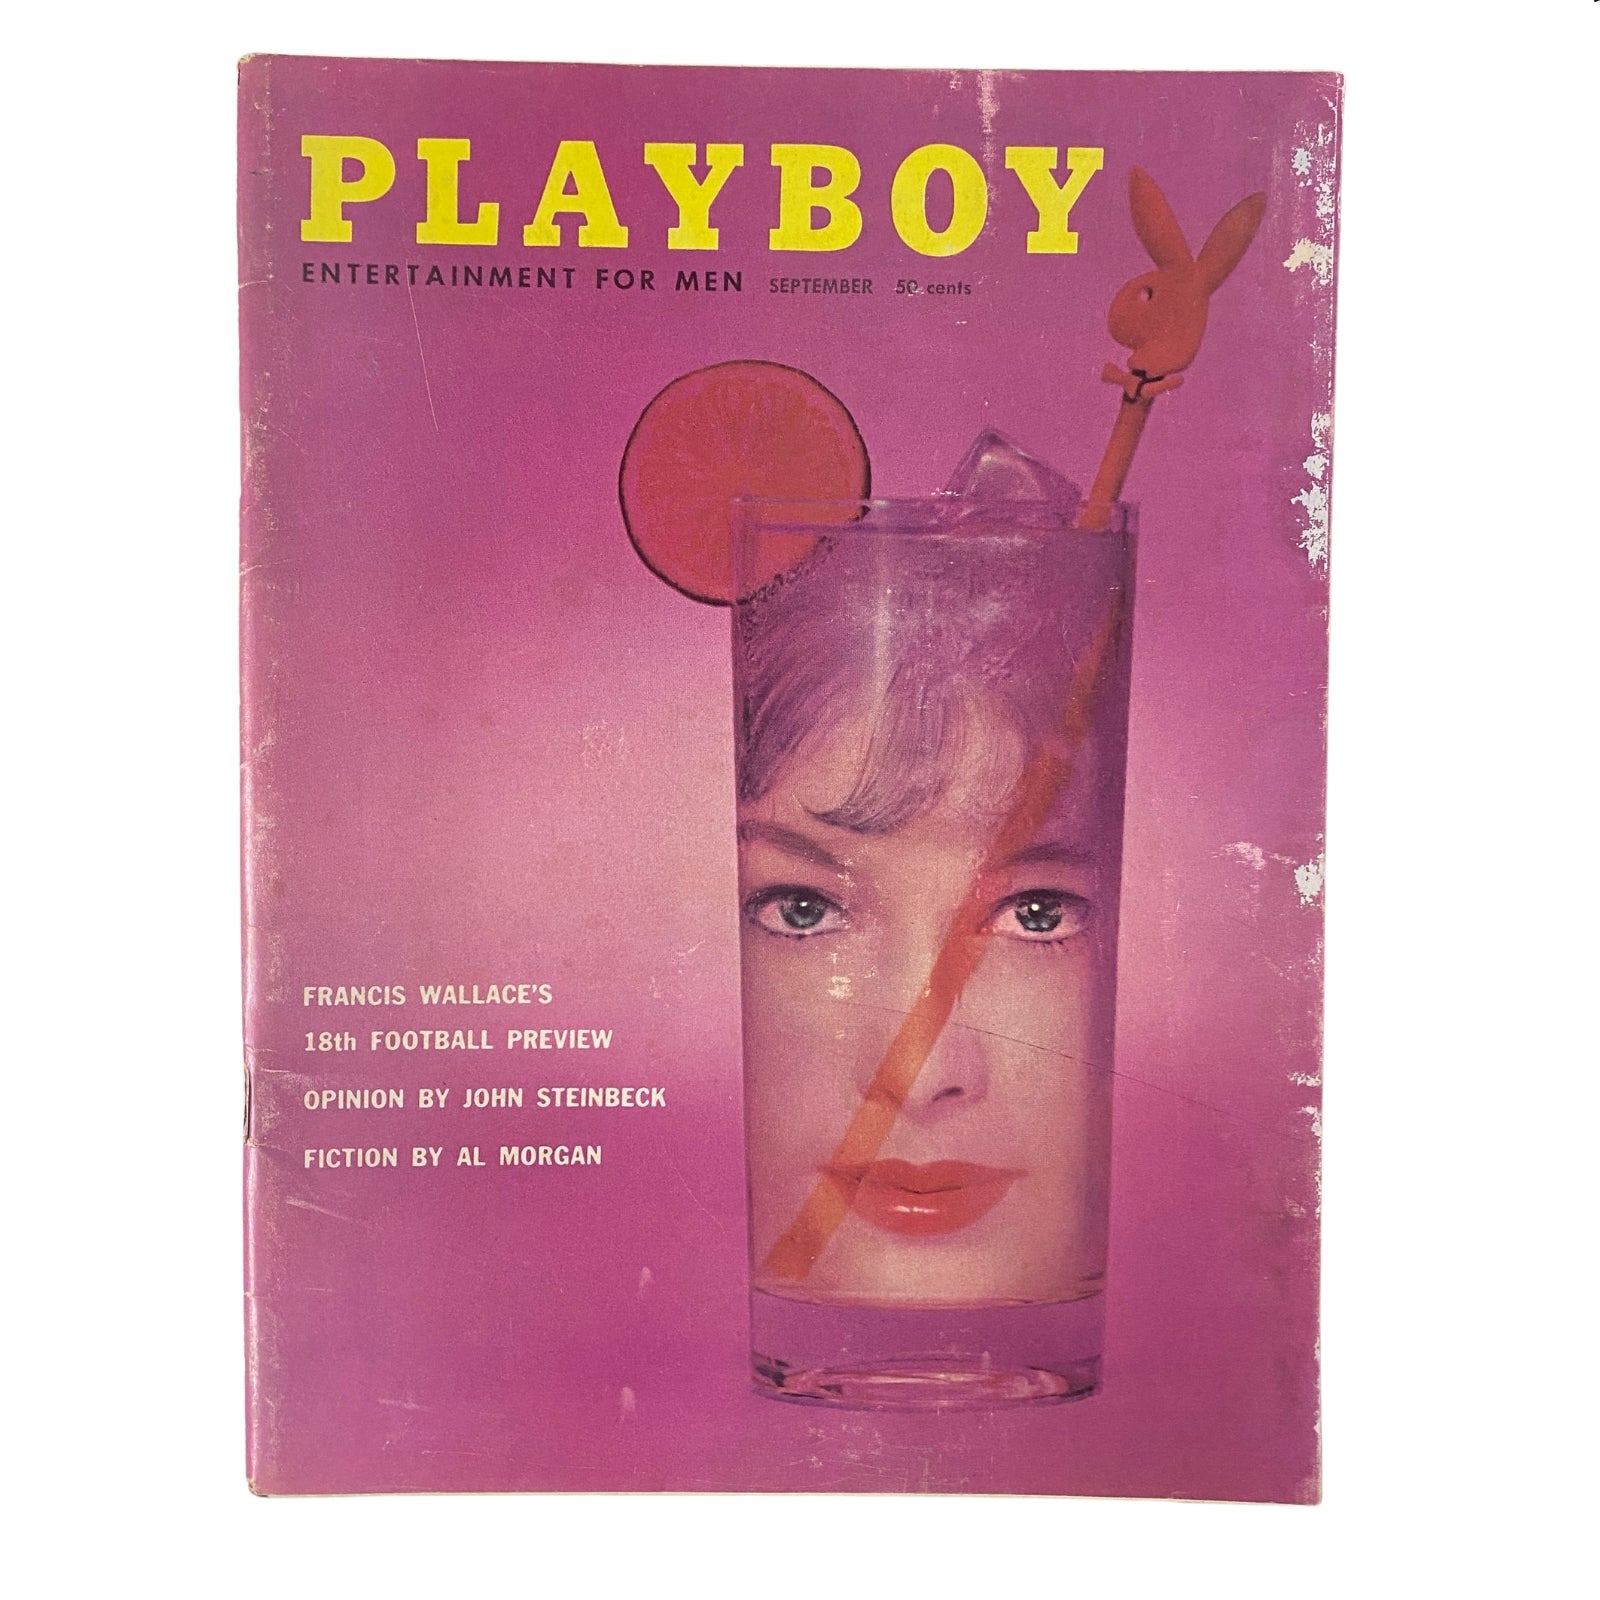 PLAYBOY
ENTERTAINMENT FOR MEN SEPTEMBER 50 cents
FRANCIS WALLACE'S
18th FOOTBALL PREVIEW
OPINION BY JOHN STEINBECK
FICTION BY AL MORGAN